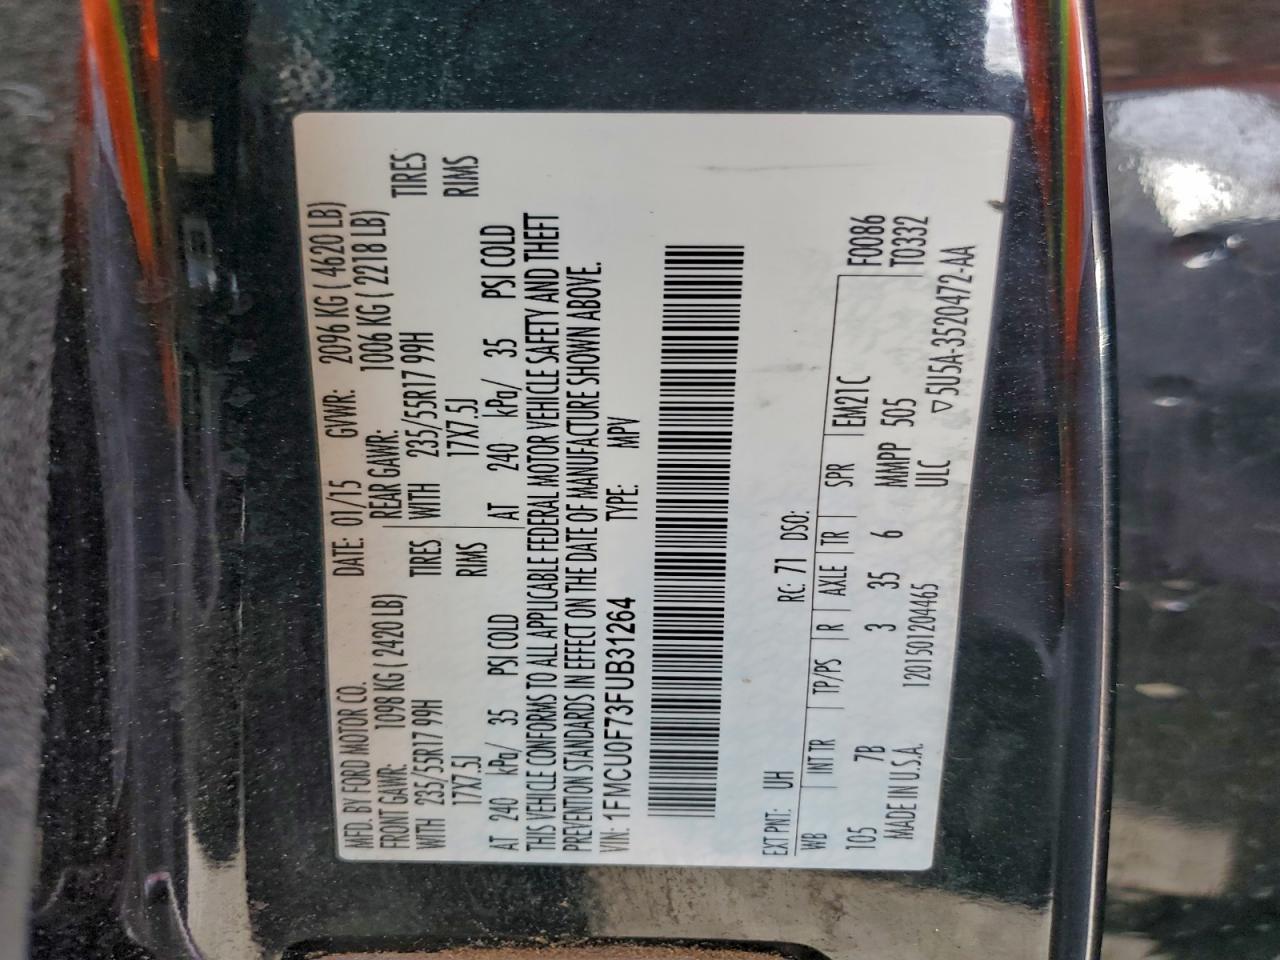 MFD. BY FORD MOTOR CO. DATE: 01/15 GVWR: 2096 KG ( 4620 LB)
FRONT GAWR: 1098 KG ( 2420 LB) REAR GAWR: 1006 KG ( 2218 LB)
WITH 235/55R17 99H TIRES WITH 235/55R17 99H TIRES
17X7.5J RIMS 17X7.5J RIMS
AT 240 kPa/ 35 PSI COLD AT 240 kPa/ 35 PSI COLD
THIS VEHICLE CONFORMS TO ALL APPLICABLE FEDERAL MOTOR VEHICLE SAFETY AND THEFT
PREVENTION STANDARDS IN EFFECT ON THE DATE OF MANUFACTURE SHOWN ABOVE.
VIN: 1FMCU0F73FUB31264 TYPE: MPV
EXT PNT: UH RC: 71 DSO:
WB INT TR TP/PS R AXLE TR SPR EM21C F0086
105 7B 3 35 6 MMPP 505 T0332
MADE IN U.S.A. 1201501204465 ULC
▽5U5A-3520472-AA